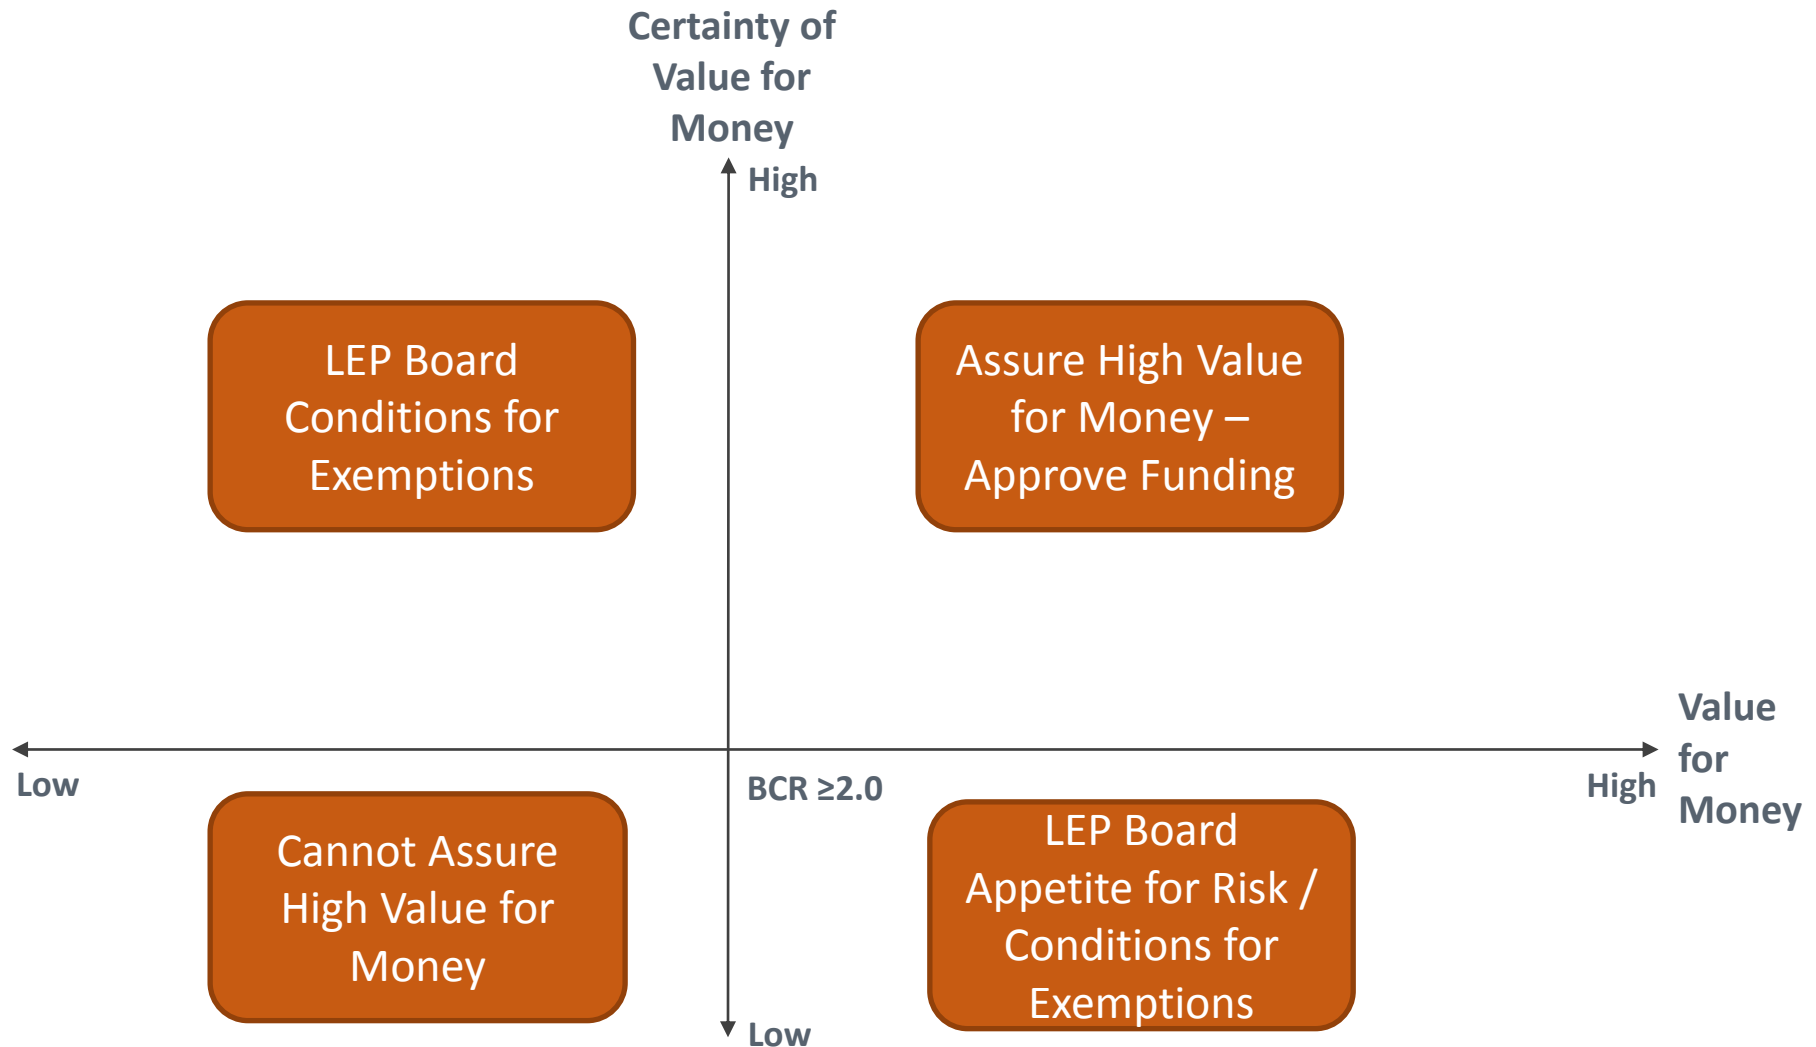 Certainty of
Value for
Money
High
LEP Board
Conditions for
Exemptions
Assure High Value
for Money –
Approve Funding
Value
for
Money
Low
BCR ≥2.0
High
Cannot Assure
High Value for
Money
LEP Board
Appetite for Risk /
Conditions for
Exemptions
Low